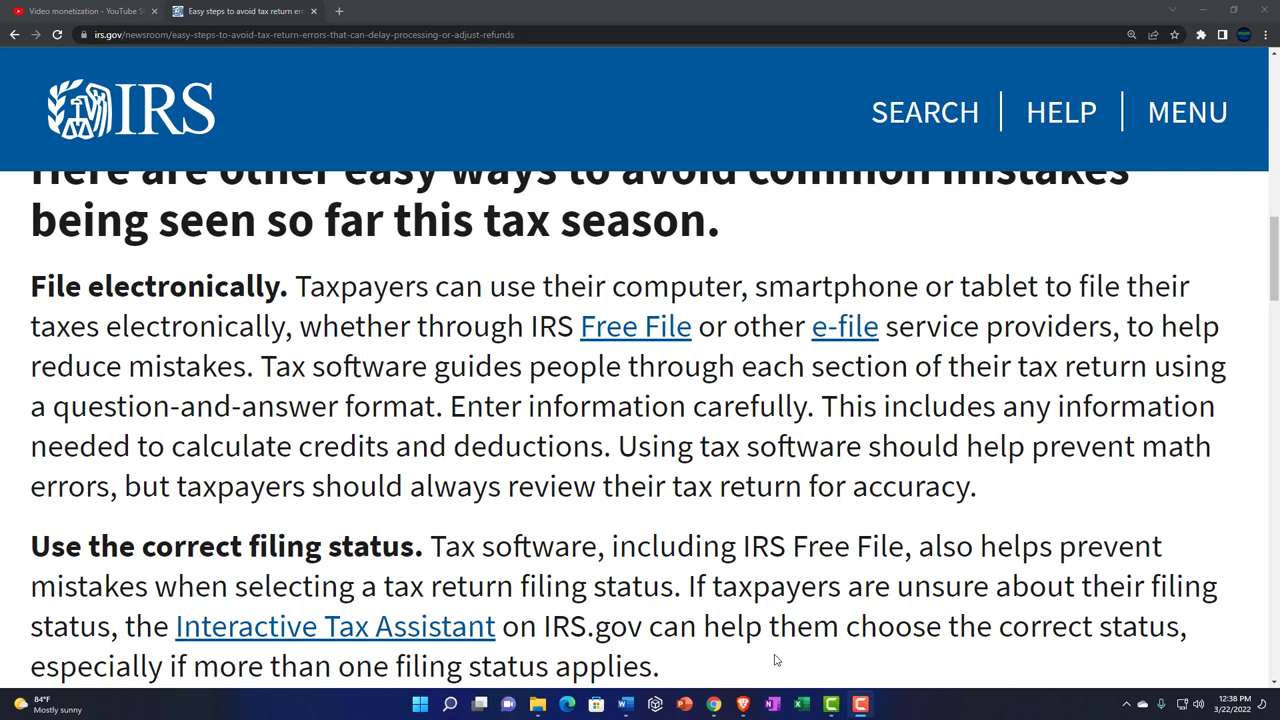 Video monetization - YouTube
Easy steps to avoid tax return er
irs.gov/newsroom/easy-steps-to-avoid-tax-return-errors-that-can-delay-processing-or-adjust-refunds
IRS
SEARCH
HELP
MENU
Here are other easy ways to avoid common mistakes
being seen so far this tax season.
File electronically. Taxpayers can use their computer, smartphone or tablet to file their
taxes electronically, whether through IRS Free File or other e-file service providers, to help
reduce mistakes. Tax software guides people through each section of their tax return using
a question-and-answer format. Enter information carefully. This includes any information
needed to calculate credits and deductions. Using tax software should help prevent math
errors, but taxpayers should always review their tax return for accuracy.
Use the correct filing status. Tax software, including IRS Free File, also helps prevent
mistakes when selecting a tax return filing status. If taxpayers are unsure about their filing
status, the Interactive Tax Assistant on IRS.gov can help them choose the correct status,
especially if more than one filing status applies.
84°F
Mostly sunny
12:38 PM
3/22/2022